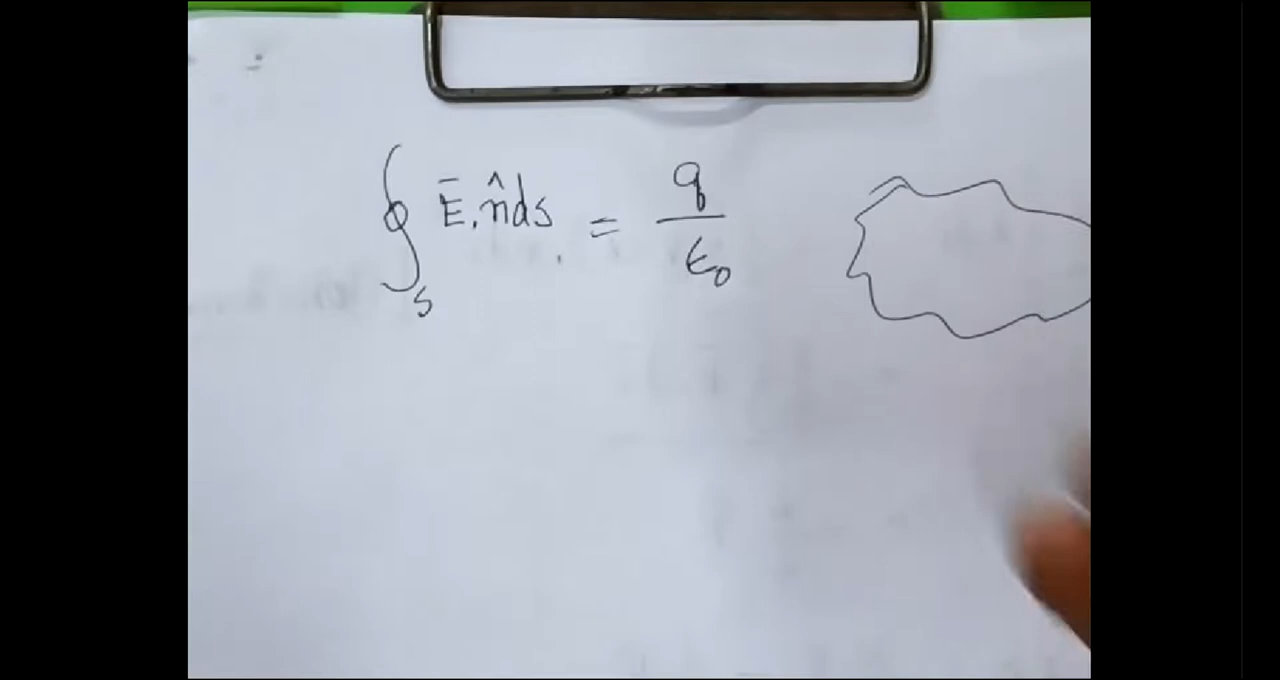 ∮_S Ē . n̂ ds = q / ε₀